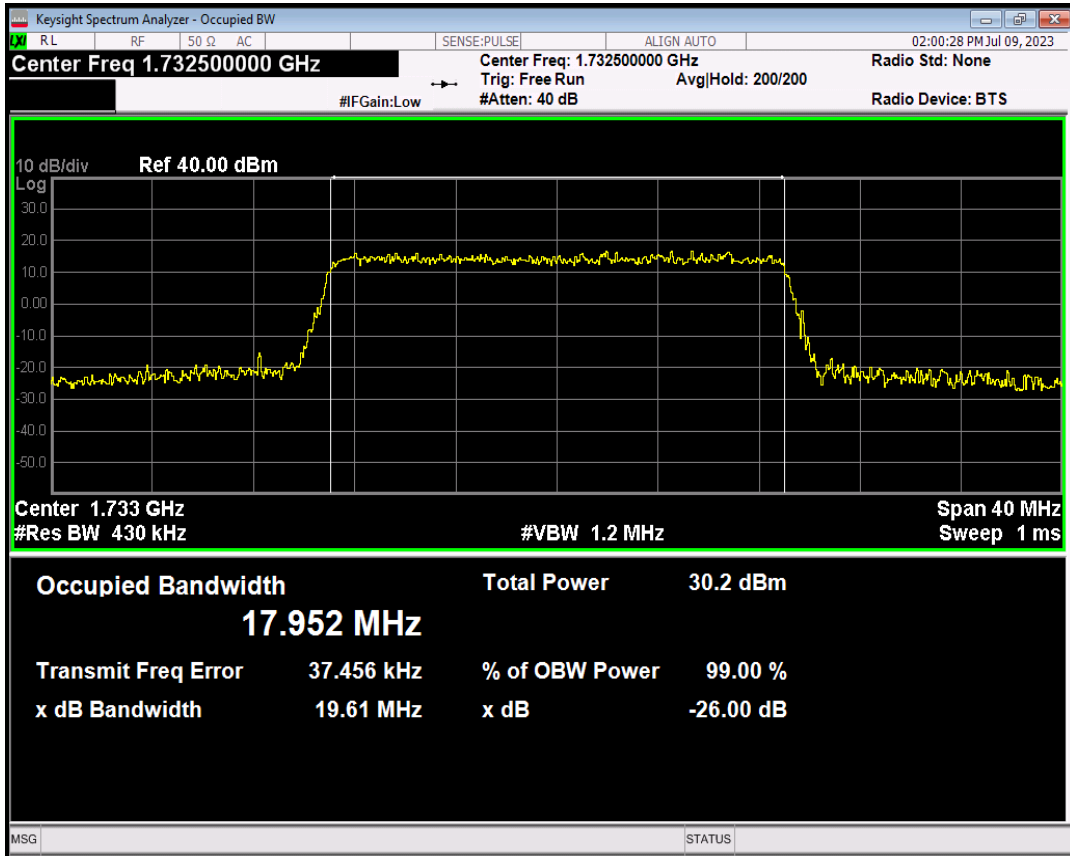 Keysight Spectrum Analyzer - Occupied BW
LXI RL RF 50 Ω AC SENSE:PULSE ALIGN AUTO 02:00:28 PM Jul 09, 2023
Center Freq 1.732500000 GHz
Center Freq: 1.732500000 GHz Radio Std: None
Trig: Free Run Avg|Hold: 200/200
#IFGain:Low #Atten: 40 dB Radio Device: BTS
10 dB/div Ref 40.00 dBm
Log
30.0
20.0
10.0
0.00
-10.0
-20.0
-30.0
-40.0
-50.0
Center 1.733 GHz Span 40 MHz
#Res BW 430 kHz #VBW 1.2 MHz Sweep 1 ms
Occupied Bandwidth Total Power 30.2 dBm
17.952 MHz
Transmit Freq Error 37.456 kHz % of OBW Power 99.00 %
x dB Bandwidth 19.61 MHz x dB -26.00 dB
MSG STATUS